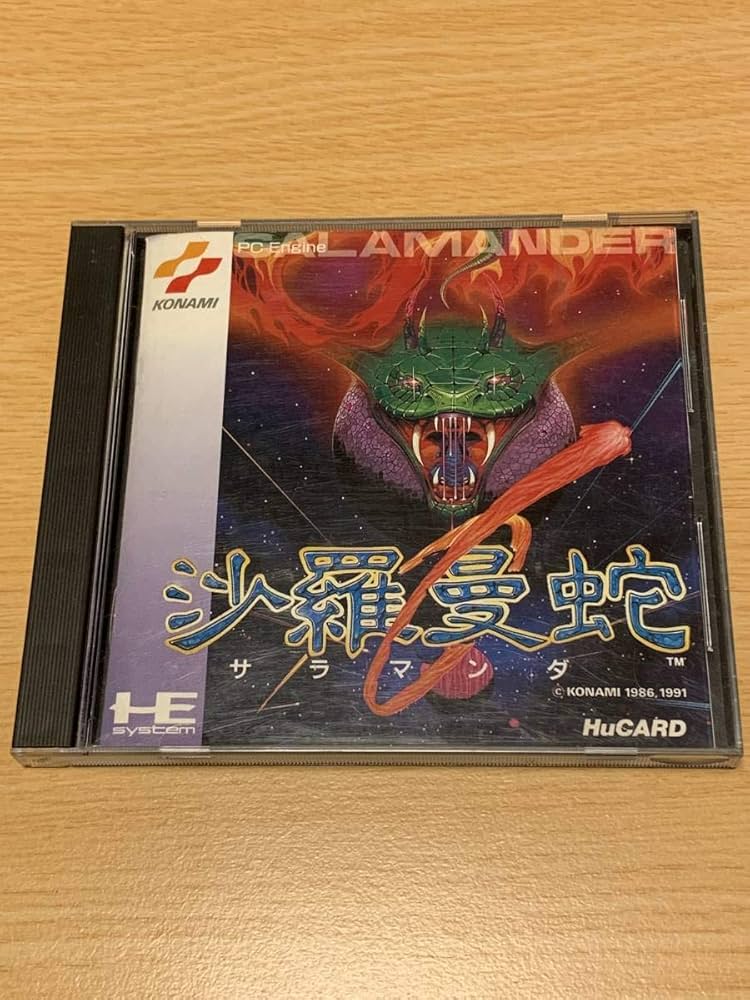 PC-Engine
SALAMANDER
KONAMI
沙羅曼蛇
サラマンダ
TM
© KONAMI 1986, 1991
HE
system
HuCARD